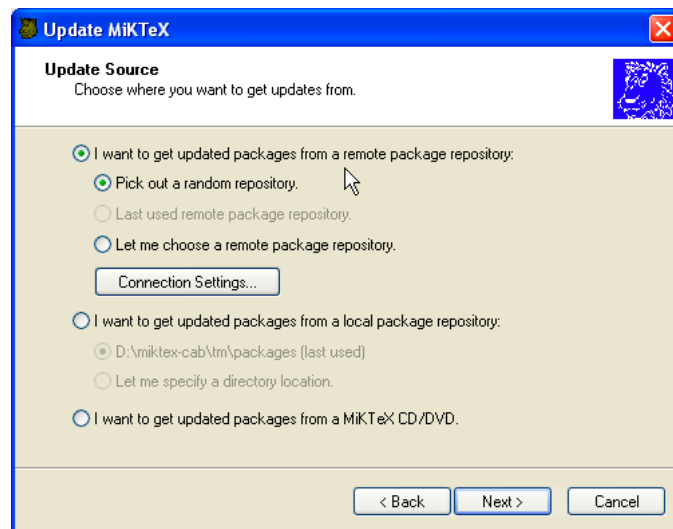 Update MiKTeX
Update Source
Choose where you want to get updates from.
I want to get updated packages from a remote package repository:
Pick out a random repository.
Last used remote package repository.
Let me choose a remote package repository.
Connection Settings...
I want to get updated packages from a local package repository:
D:\miktex-cab\tm\packages (last used)
Let me specify a directory location.
I want to get updated packages from a MiKTeX CD/DVD.
< Back Next > Cancel